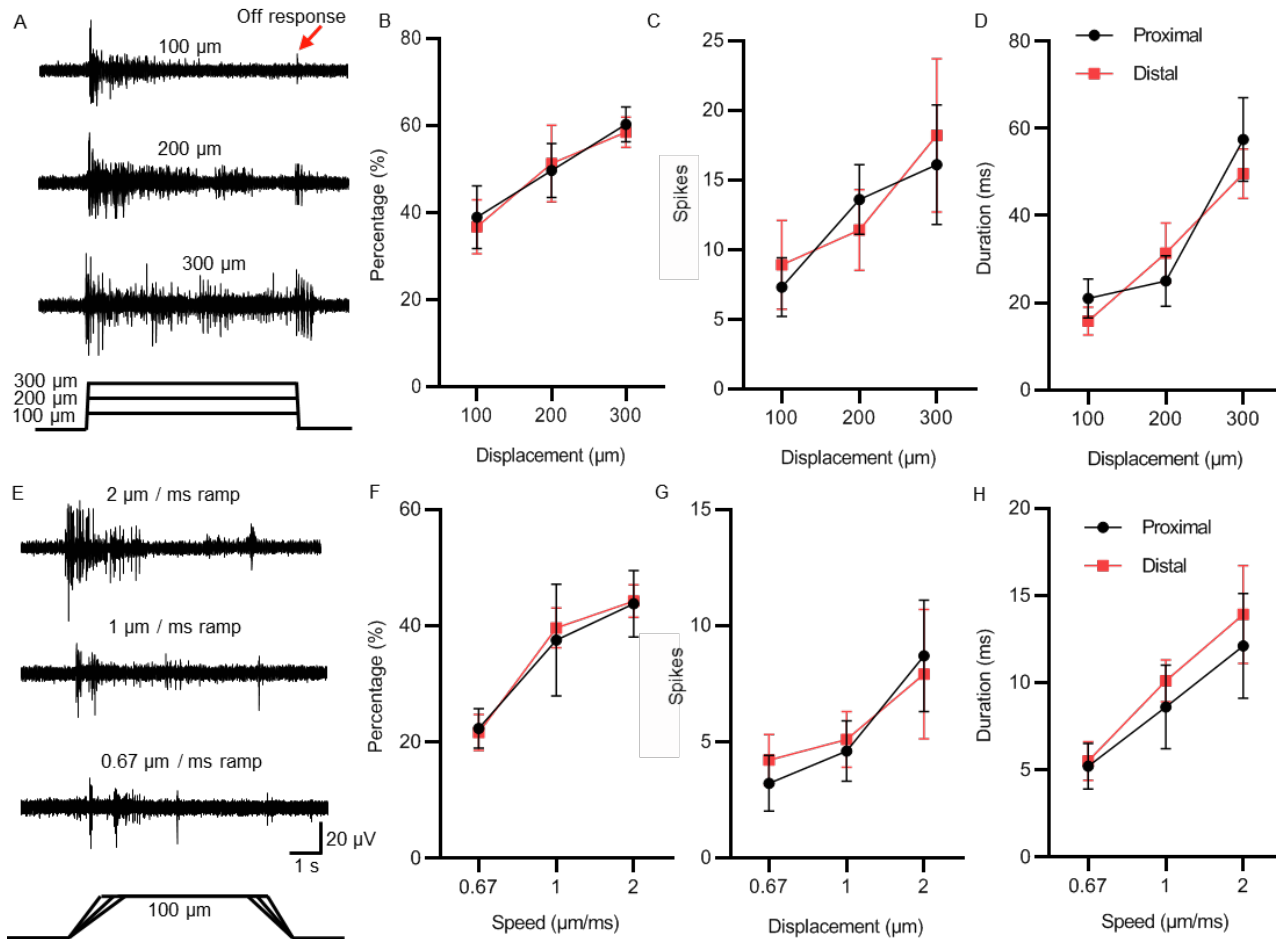 A
Off response
100 µm
200 µm
300 µm
300 µm
200 µm
100 µm
B
80
60
40
20
0
Percentage (%)
100 200 300
Displacement (µm)
C
25
20
15
10
5
0
Spikes
100 200 300
Displacement (µm)
D
80
60
40
20
0
Duration (ms)
Proximal
Distal
100 200 300
Displacement (µm)
E
2 µm / ms ramp
1 µm / ms ramp
0.67 µm / ms ramp
20 µV
1 s
100 µm
F
60
40
20
0
Percentage (%)
0.67 1 2
Speed (µm/ms)
G
15
10
5
0
Spikes
0.67 1 2
Displacement (µm)
H
20
15
10
5
0
Duration (ms)
Proximal
Distal
0.67 1 2
Speed (µm/ms)